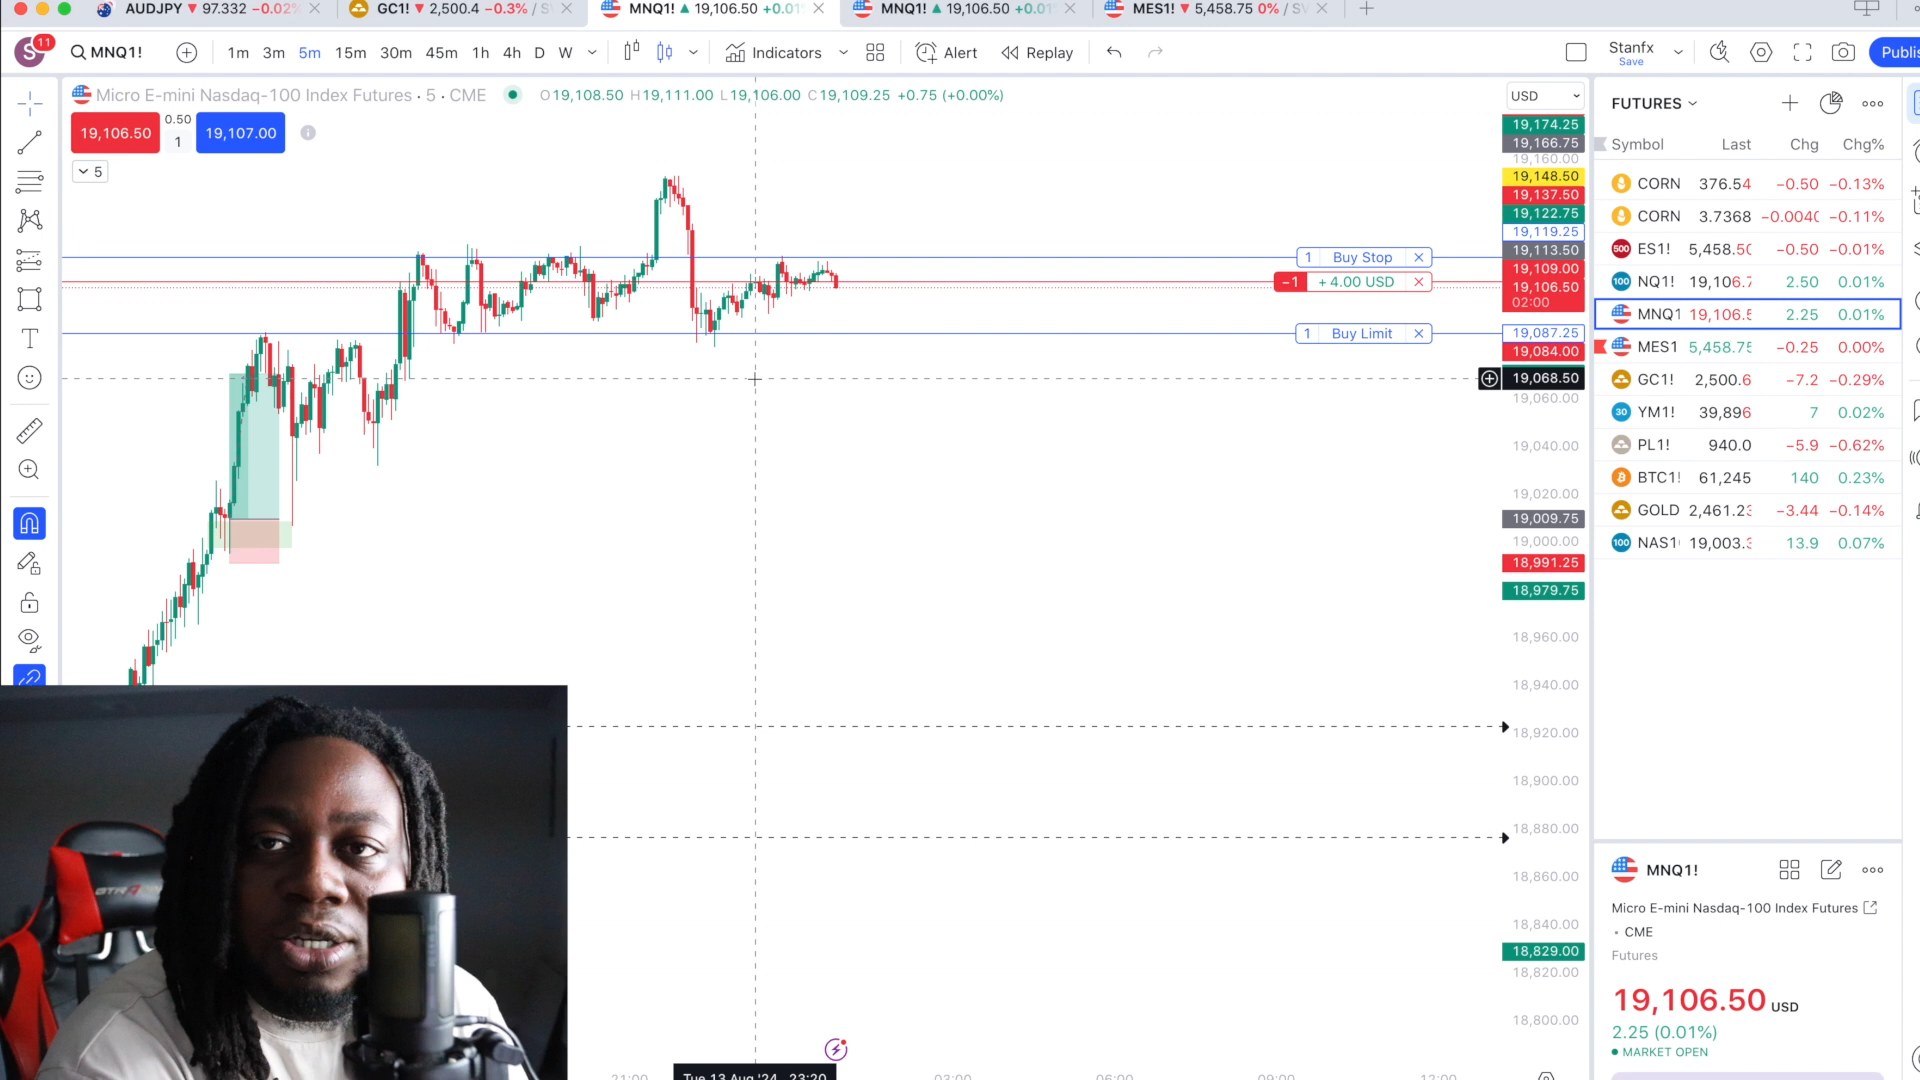 AUDJPY ▼ 97.332 −0.02%
GC1! ▼ 2,500.4 −0.3% / S
MNQ1! ▲ 19,106.50 +0.01
MNQ1! ▲ 19,106.50 +0.01
MES1! ▼ 5,458.75 0% / S
S 11
MNQ1!
1m 3m 5m 15m 30m 45m 1h 4h D W
Indicators
Alert
Replay
Stanfx
Save
Publis
Micro E-mini Nasdaq-100 Index Futures · 5 · CME
O19,108.50 H19,111.00 L19,106.00 C19,109.25 +0.75 (+0.00%)
19,106.50
0.50
1
19,107.00
5
USD
19,174.25
19,166.75
19,160.00
19,148.50
19,137.50
19,122.75
19,119.25
19,113.50
19,109.00
19,106.50
02:00
19,087.25
19,084.00
19,068.50
19,060.00
19,040.00
19,020.00
19,009.75
19,000.00
18,991.25
18,979.75
18,960.00
18,940.00
18,920.00
18,900.00
18,880.00
18,860.00
18,840.00
18,829.00
18,820.00
18,800.00
1 Buy Stop
−1 +4.00 USD
1 Buy Limit
21:00
Tue 13 Aug '24 23:20
03:00
06:00
09:00
12:00
FUTURES
Symbol Last Chg Chg%
CORN 376.54 −0.50 −0.13%
CORN 3.7368 −0.004 −0.11%
500 ES1! 5,458.50 −0.50 −0.01%
100 NQ1! 19,106.7 2.50 0.01%
MNQ1 19,106.5 2.25 0.01%
MES1 5,458.75 −0.25 0.00%
GC1! 2,500.6 −7.2 −0.29%
30 YM1! 39,896 7 0.02%
PL1! 940.0 −5.9 −0.62%
BTC1! 61,245 140 0.23%
GOLD 2,461.23 −3.44 −0.14%
100 NAS1 19,003.3 13.9 0.07%
MNQ1!
Micro E-mini Nasdaq-100 Index Futures
• CME
Futures
19,106.50 USD
2.25 (0.01%)
MARKET OPEN